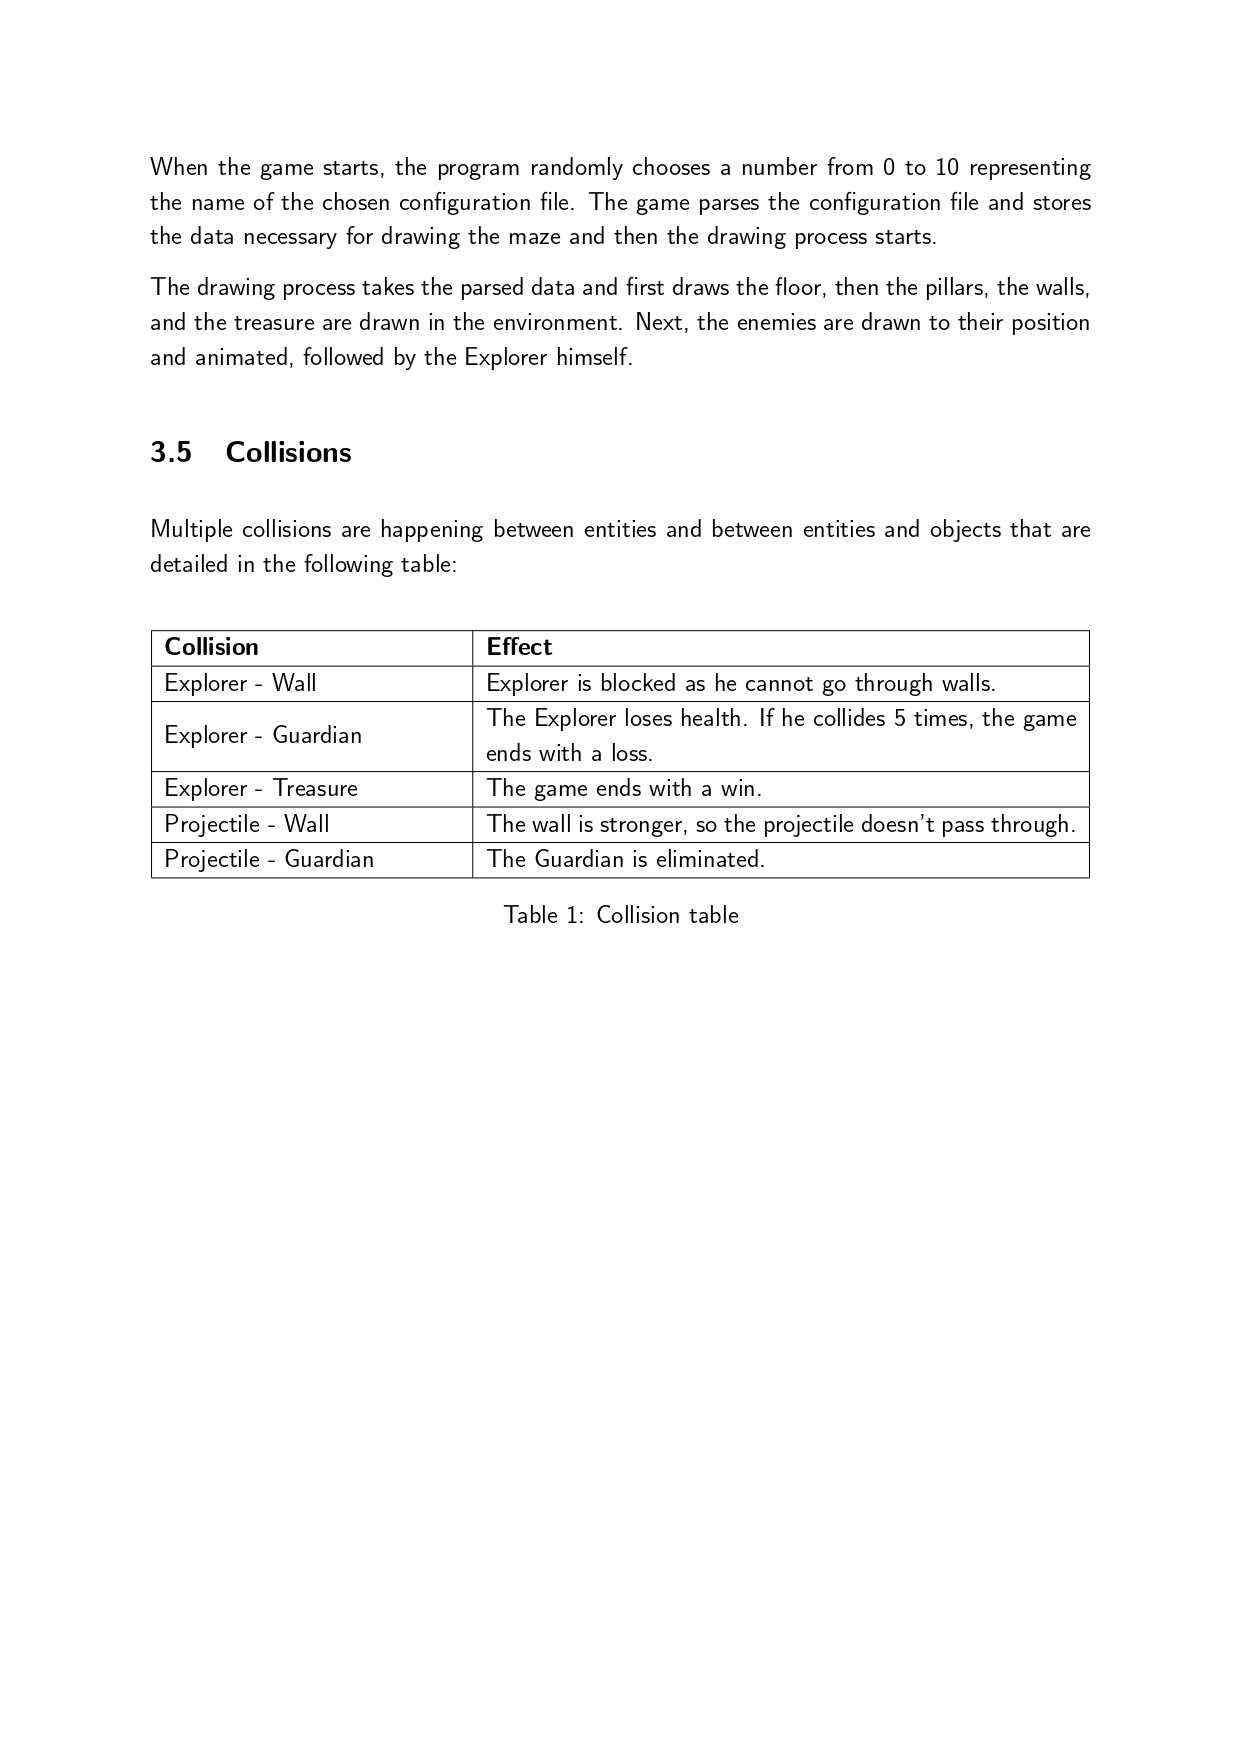 When the game starts, the program randomly chooses a number from 0 to 10 representing
the name of the chosen configuration file. The game parses the configuration file and stores
the data necessary for drawing the maze and then the drawing process starts.
The drawing process takes the parsed data and first draws the floor, then the pillars, the walls,
and the treasure are drawn in the environment. Next, the enemies are drawn to their position
and animated, followed by the Explorer himself.
3.5 Collisions
Multiple collisions are happening between entities and between entities and objects that are
detailed in the following table:
Collision Effect
Explorer - Wall Explorer is blocked as he cannot go through walls.
Explorer - Guardian The Explorer loses health. If he collides 5 times, the game
ends with a loss.
Explorer - Treasure The game ends with a win.
Projectile - Wall The wall is stronger, so the projectile doesn't pass through.
Projectile - Guardian The Guardian is eliminated.
Table 1: Collision table